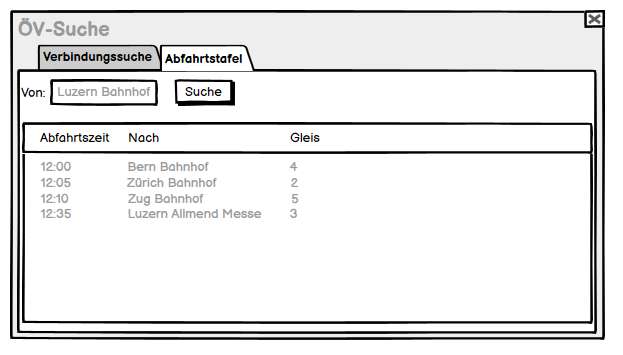 ÖV-Suche
Verbindungssuche Abfahrtstafel
Von: Luzern Bahnhof Suche
Abfahrtszeit Nach Gleis
12:00 Bern Bahnhof 4
12:05 Zürich Bahnhof 2
12:10 Zug Bahnhof 5
12:35 Luzern Allmend Messe 3